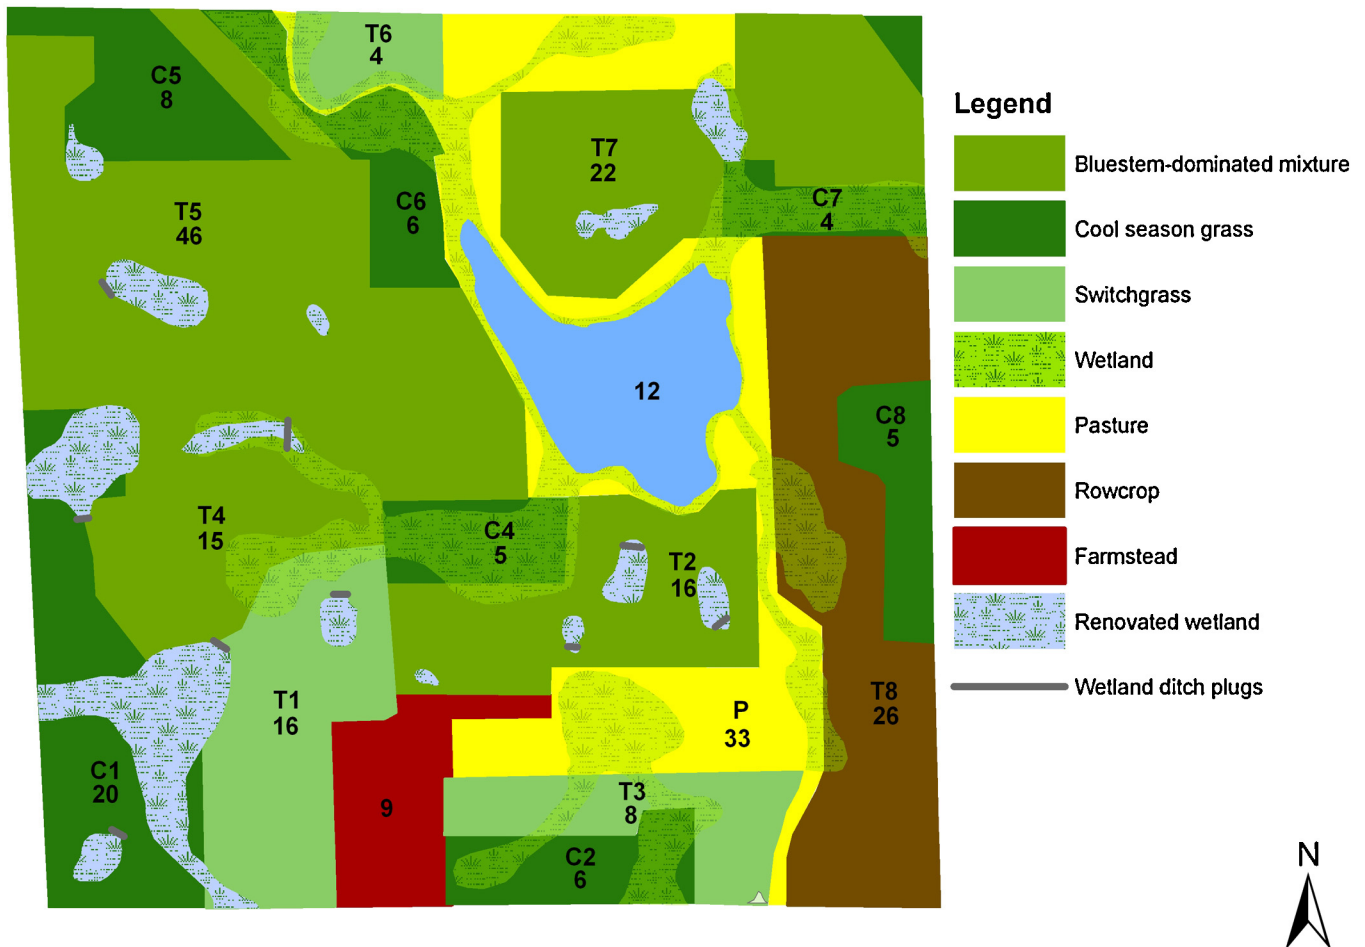 T6
4
C5
8
T7
22
C6
6
C7
4
T5
46
12
C8
5
T4
15
C4
5
T2
16
T1
16
P
33
T8
26
C1
20
T3
8
9
C2
6
Legend
Bluestem-dominated mixture
Cool season grass
Switchgrass
Wetland
Pasture
Rowcrop
Farmstead
Renovated wetland
Wetland ditch plugs
N